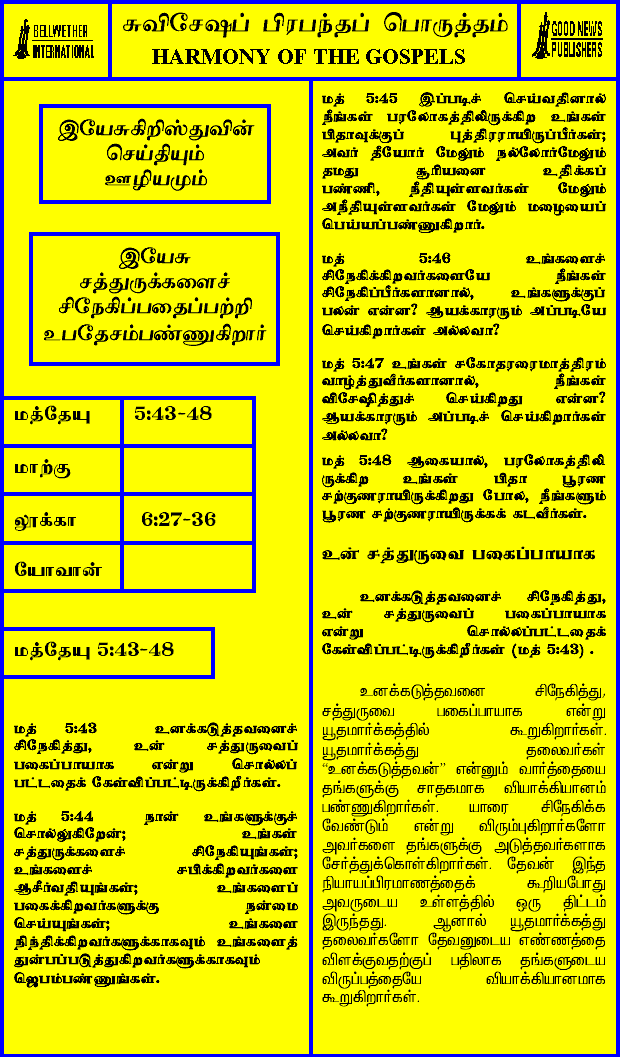 BELLWETHER
INTERNATIONAL
சுவிசேஷப் பிரபந்தப் பொருத்தம்
HARMONY OF THE GOSPELS
GOOD NEWS
PUBLISHERS
இயேசுகிறிஸ்துவின்
செய்தியும்
ஊழியமும்
இயேசு
சத்துருக்களைச்
சிநேகிப்பதைப்பற்றி
உபதேசம்பண்ணுகிறார்
மத்தேயு 5:43-48
மாற்கு
லூக்கா 6:27-36
யோவான்
மத்தேயு 5:43-48
மத் 5:43 உனக்கடுத்தவனைச்
சிநேகித்து, உன் சத்துருவைப்
பகைப்பாயாக என்று சொல்லப்
பட்டதைக் கேள்விப்பட்டிருக்கிறீர்கள்.
மத் 5:44 நான் உங்களுக்குச்
சொல்லுகிறேன்; உங்கள்
சத்துருக்களைச் சிநேகியுங்கள்;
உங்களைச் சபிக்கிறவர்களை
ஆசீர்வதியுங்கள்; உங்களைப்
பகைக்கிறவர்களுக்கு நன்மை
செய்யுங்கள்; உங்களை
நிந்திக்கிறவர்களுக்காகவும் உங்களைத்
துன்பப்படுத்துகிறவர்களுக்காகவும்
ஜெபம்பண்ணுங்கள்.
மத் 5:45 இப்படிச் செய்வதினால்
நீங்கள் பரலோகத்திலிருக்கிற உங்கள்
பிதாவுக்குப் புத்திரராயிருப்பீர்கள்;
அவர் தீயோர் மேலும் நல்லோர்மேலும்
தமது சூரியனை உதிக்கப்
பண்ணி, நீதியுள்ளவர்கள் மேலும்
அநீதியுள்ளவர்கள் மேலும் மழையைப்
பெய்யப்பண்ணுகிறார்.
மத் 5:46 உங்களைச்
சிநேகிக்கிறவர்களையே நீங்கள்
சிநேகிப்பீர்களானால், உங்களுக்குப்
பலன் என்ன? ஆயக்காரரும் அப்படியே
செய்கிறார்கள் அல்லவா?
மத் 5:47 உங்கள் சகோதரரைமாத்திரம்
வாழ்த்துவீர்களானால், நீங்கள்
விசேஷித்துச் செய்கிறது என்ன?
ஆயக்காரரும் அப்படிச் செய்கிறார்கள்
அல்லவா?
மத் 5:48 ஆகையால், பரலோகத்திலி
ருக்கிற உங்கள் பிதா பூரண
சற்குணராயிருக்கிறது போல, நீங்களும்
பூரண சற்குணராயிருக்கக் கடவீர்கள்.
உன் சத்துருவை பகைப்பாயாக
உனக்கடுத்தவனைச் சிநேகித்து,
உன் சத்துருவைப் பகைப்பாயாக
என்று சொல்லப்பட்டதைக்
கேள்விப்பட்டிருக்கிறீர்கள் (மத் 5:43) .
உனக்கடுத்தவனை சிநேகித்து,
சத்துருவை பகைப்பாயாக என்று
யூதமார்க்கத்தில் கூறுகிறார்கள்.
யூதமார்க்கத்து தலைவர்கள்
“உனக்கடுத்தவன்” என்னும் வார்த்தையை
தங்களுக்கு சாதகமாக வியாக்கியானம்
பண்ணுகிறார்கள். யாரை சிநேகிக்க
வேண்டும் என்று விரும்புகிறார்களோ
அவர்களை தங்களுக்கு அடுத்தவர்களாக
சேர்த்துக்கொள்கிறார்கள். தேவன் இந்த
நியாயப்பிரமாணத்தைக் கூறியபோது
அவருடைய உள்ளத்தில் ஒரு திட்டம்
இருந்தது. ஆனால் யூதமார்க்கத்து
தலைவர்களோ தேவனுடைய எண்ணத்தை
விளக்குவதற்குப் பதிலாக தங்களுடைய
விருப்பத்தையே வியாக்கியானமாக
கூறுகிறார்கள்.